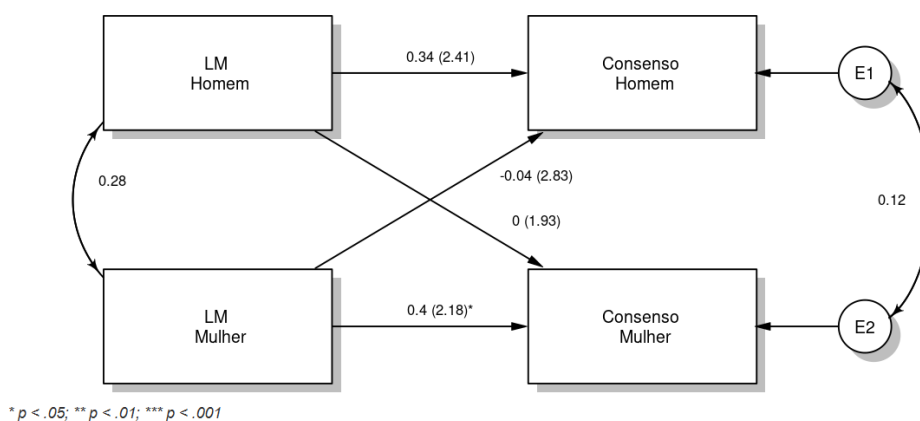 LM
Homem
0.34 (2.41)
Consenso
Homem
E1
0.28
-0.04 (2.83)
0 (1.93)
0.12
LM
Mulher
0.4 (2.18)*
Consenso
Mulher
E2
* p < .05; ** p < .01; *** p < .001